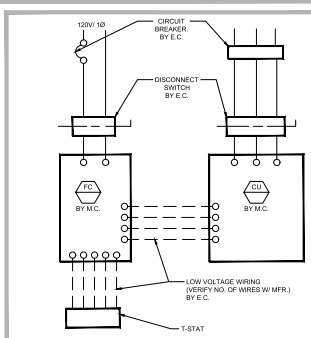 120V/ 1Ø
CIRCUIT
BREAKER.
BY E.C.
DISCONNECT
SWITCH
BY E.C.
FC
BY M.C.
CU
BY M.C.
LOW VOLTAGE WIRING
(VERIFY NO. OF WIRES W/ MFR.)
BY E.C.
T-STAT